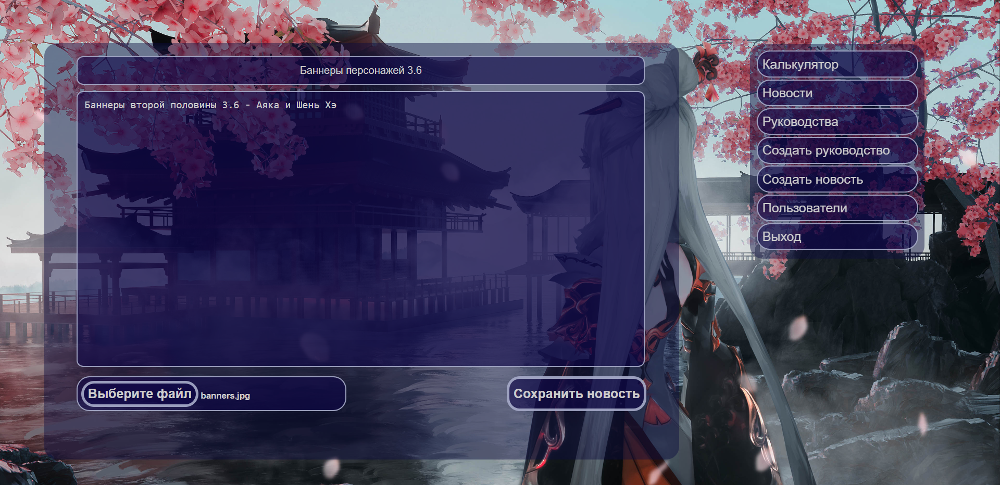 Баннеры персонажей 3.6
Баннеры второй половины 3.6 - Аяка и Шень Хэ
Выберите файл banners.jpg
Сохранить новость
Калькулятор
Новости
Руководства
Создать руководство
Создать новость
Пользователи
Выход